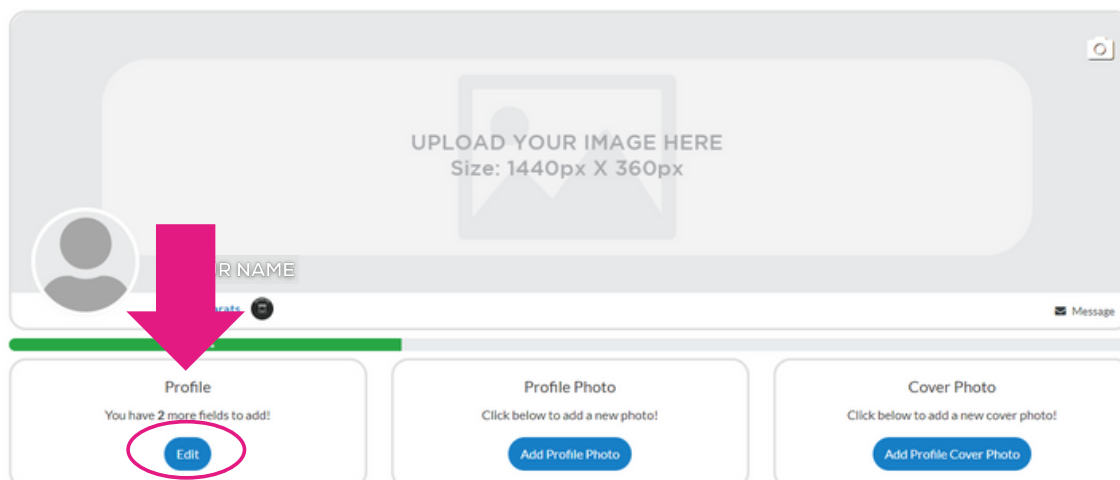 UPLOAD YOUR IMAGE HERE
Size: 1440px X 360px
NAME
Message
Profile
Profile Photo
Cover Photo
You have 2 more fields to add!
Click below to add a new photo!
Click below to add a new cover photo!
Edit
Add Profile Photo
Add Profile Cover Photo